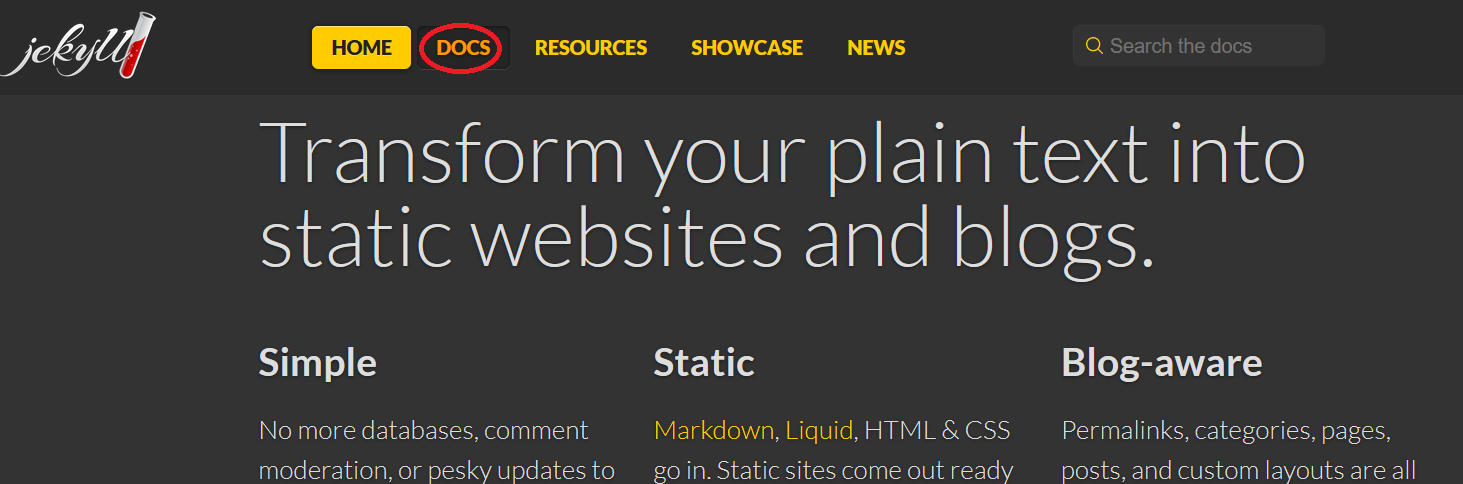 jekyll
HOME DOCS RESOURCES SHOWCASE NEWS Search the docs
Transform your plain text into
static websites and blogs.
Simple
No more databases, comment
moderation, or pesky updates to
Static
Markdown, Liquid, HTML & CSS
go in. Static sites come out ready
Blog-aware
Permalinks, categories, pages,
posts, and custom layouts are all